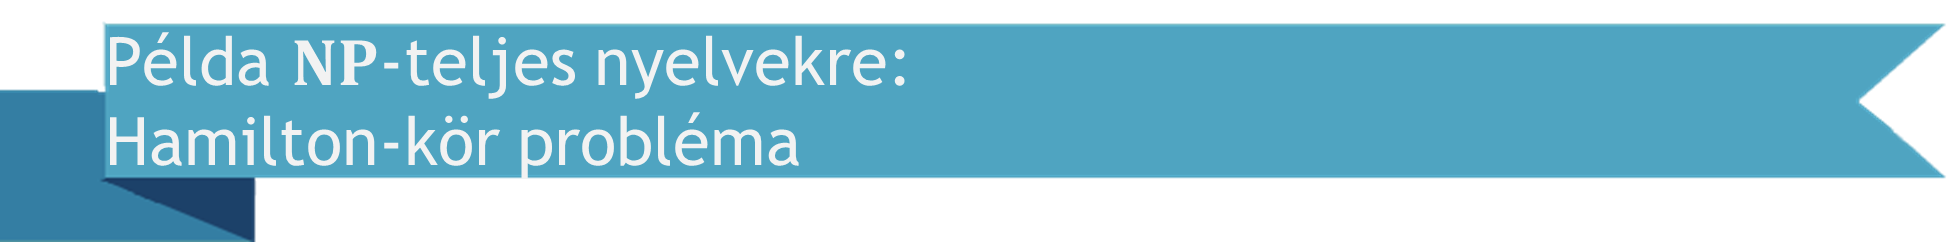 Példa NP-teljes nyelvekre:
Hamilton-kör probléma